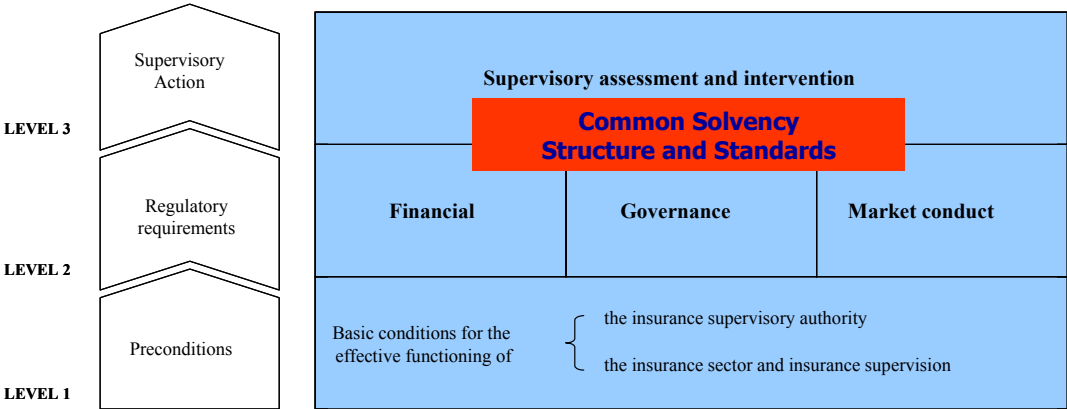 Supervisory
Action
LEVEL 3
Supervisory assessment and intervention
Common Solvency
Structure and Standards
Regulatory
requirements
LEVEL 2
Financial
Governance
Market conduct
Preconditions
LEVEL 1
Basic conditions for the
effective functioning of
the insurance supervisory authority
the insurance sector and insurance supervision